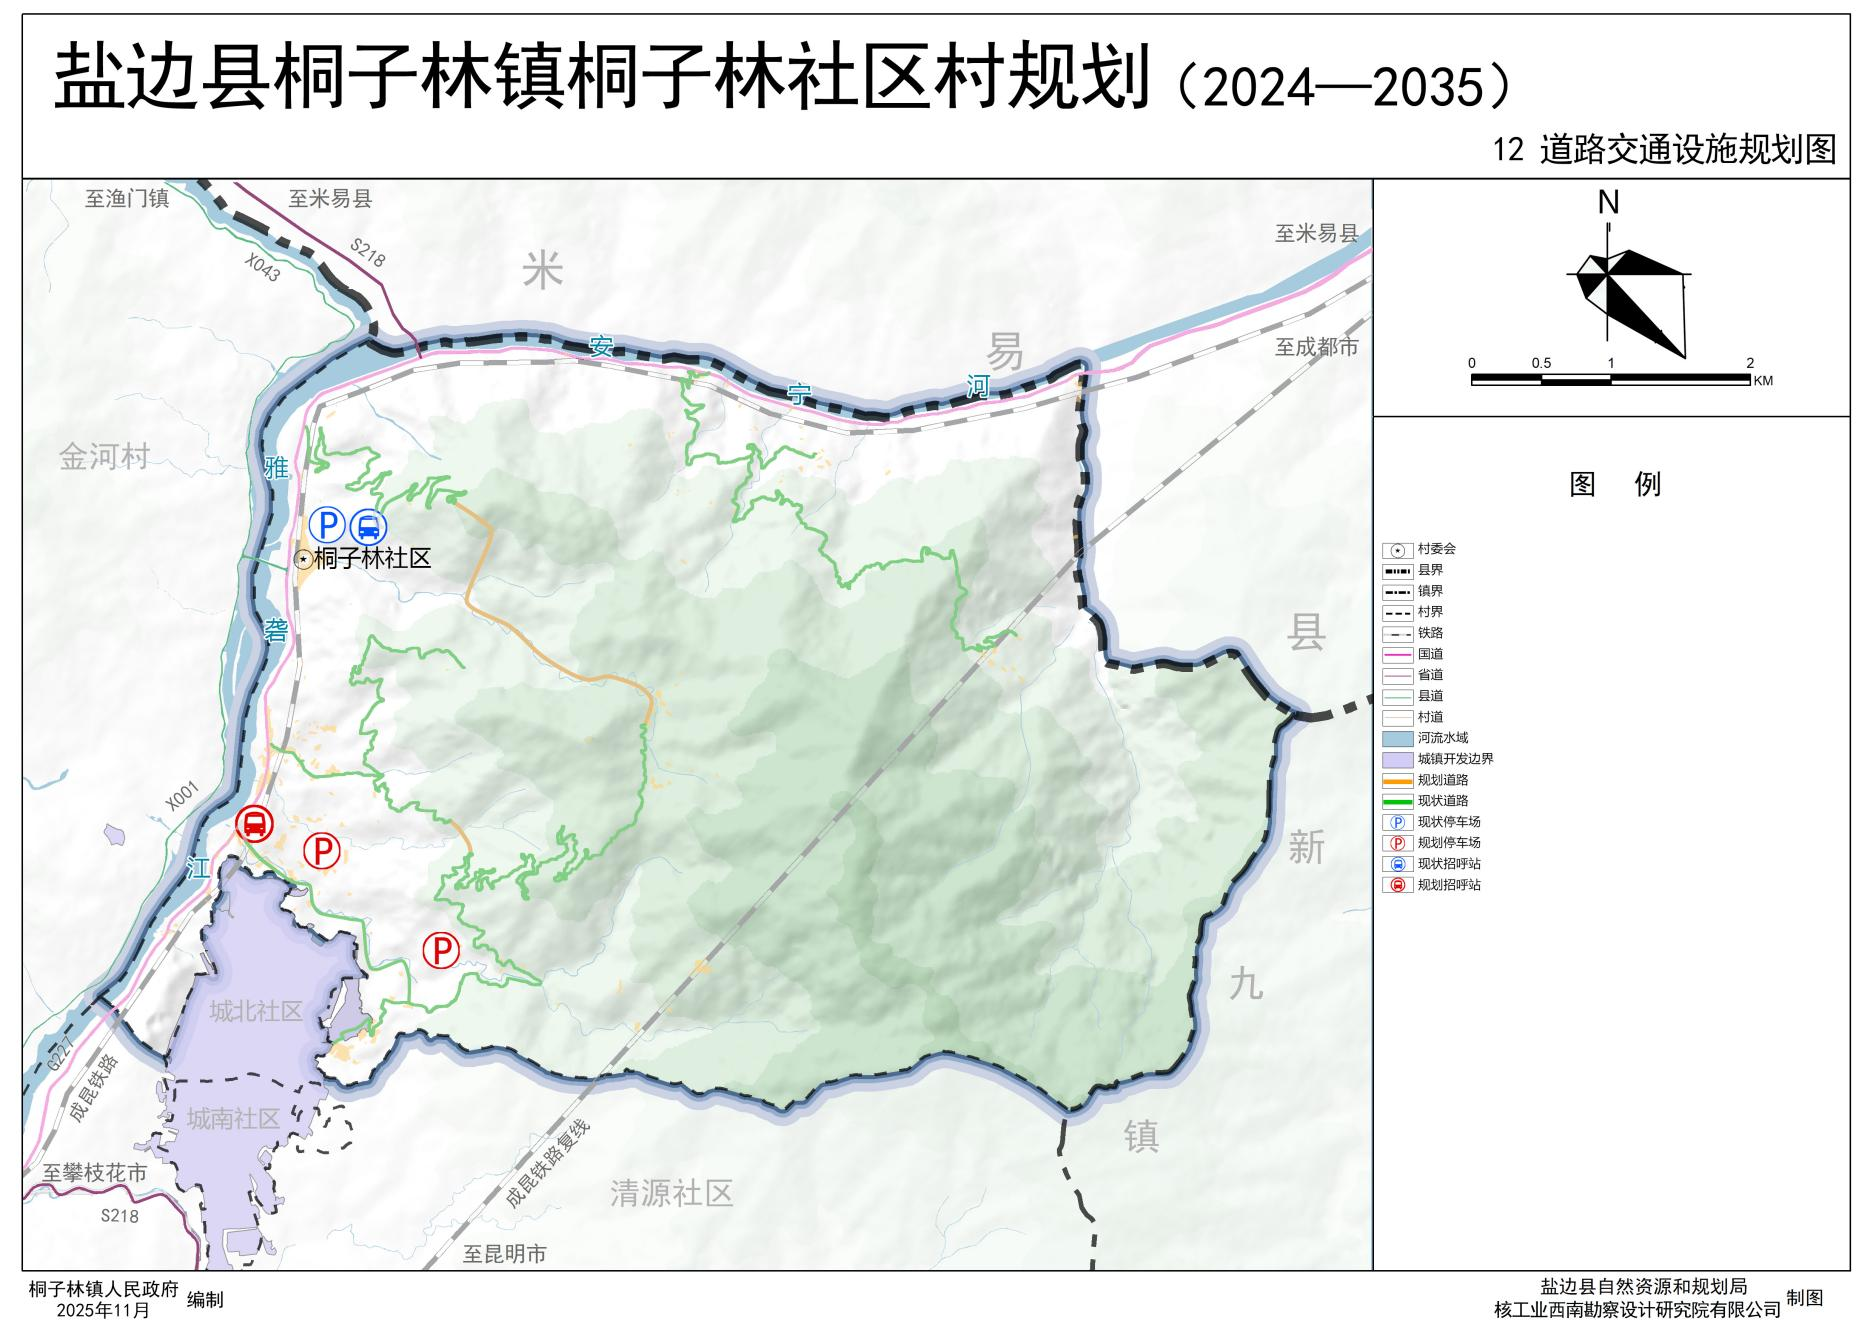 盐边县桐子林镇桐子林社区村规划（2024—2035）
12 道路交通设施规划图
至渔门镇
至米易县
S218
X043
米
至米易县
易
至成都市
安
宁
河
金河村
雅
P
桐子林社区
砻
县
X001
P
江
新
P
九
城北社区
G227
成昆铁路
城南社区
镇
成昆铁路复线
至攀枝花市
清源社区
S218
至昆明市
N
0 0.5 1 2
KM
图 例
村委会
县界
镇界
村界
铁路
国道
省道
县道
村道
河流水域
城镇开发边界
规划道路
现状道路
P 现状停车场
P 规划停车场
现状招呼站
规划招呼站
桐子林镇人民政府
2025年11月
编制
盐边县自然资源和规划局
核工业西南勘察设计研究院有限公司
制图